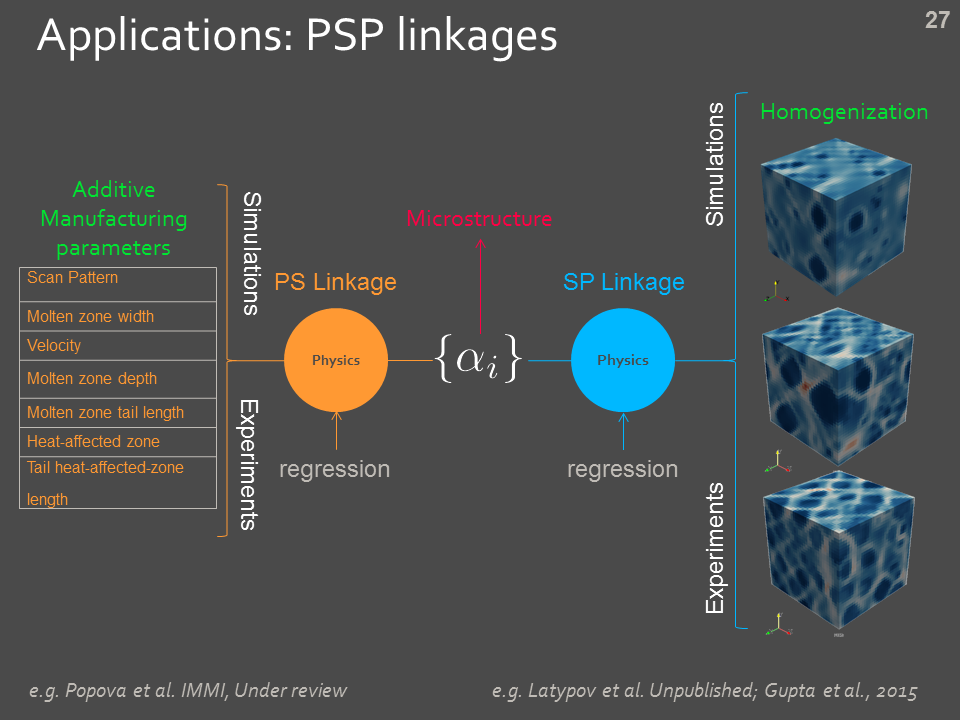 27
Applications: PSP linkages
Additive
Manufacturing
parameters
Scan Pattern
Molten zone width
Velocity
Molten zone depth
Molten zone tail length
Heat-affected zone
Tail heat-affected-zone
length
Simulations
Experiments
PS Linkage
Physics
regression
Microstructure
{α_i}
SP Linkage
Physics
regression
Simulations
Experiments
Homogenization
e.g. Popova et al. IMMI, Under review
e.g. Latypov et al. Unpublished; Gupta et al., 2015